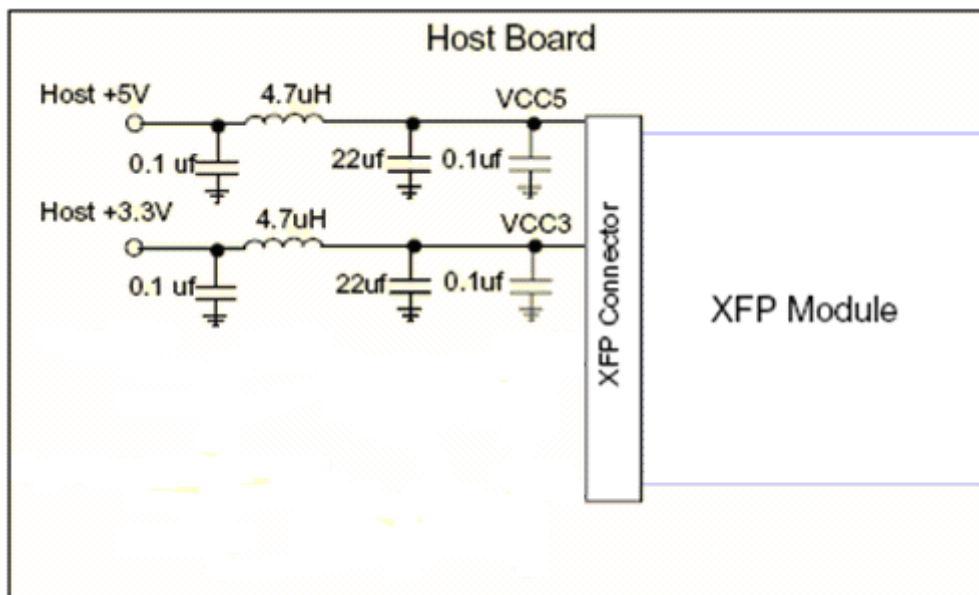 Host Board
Host +5V
4.7uH
VCC5
0.1 uf
22uf
0.1uf
Host +3.3V
4.7uH
VCC3
0.1 uf
22uf
0.1uf
XFP Connector
XFP Module